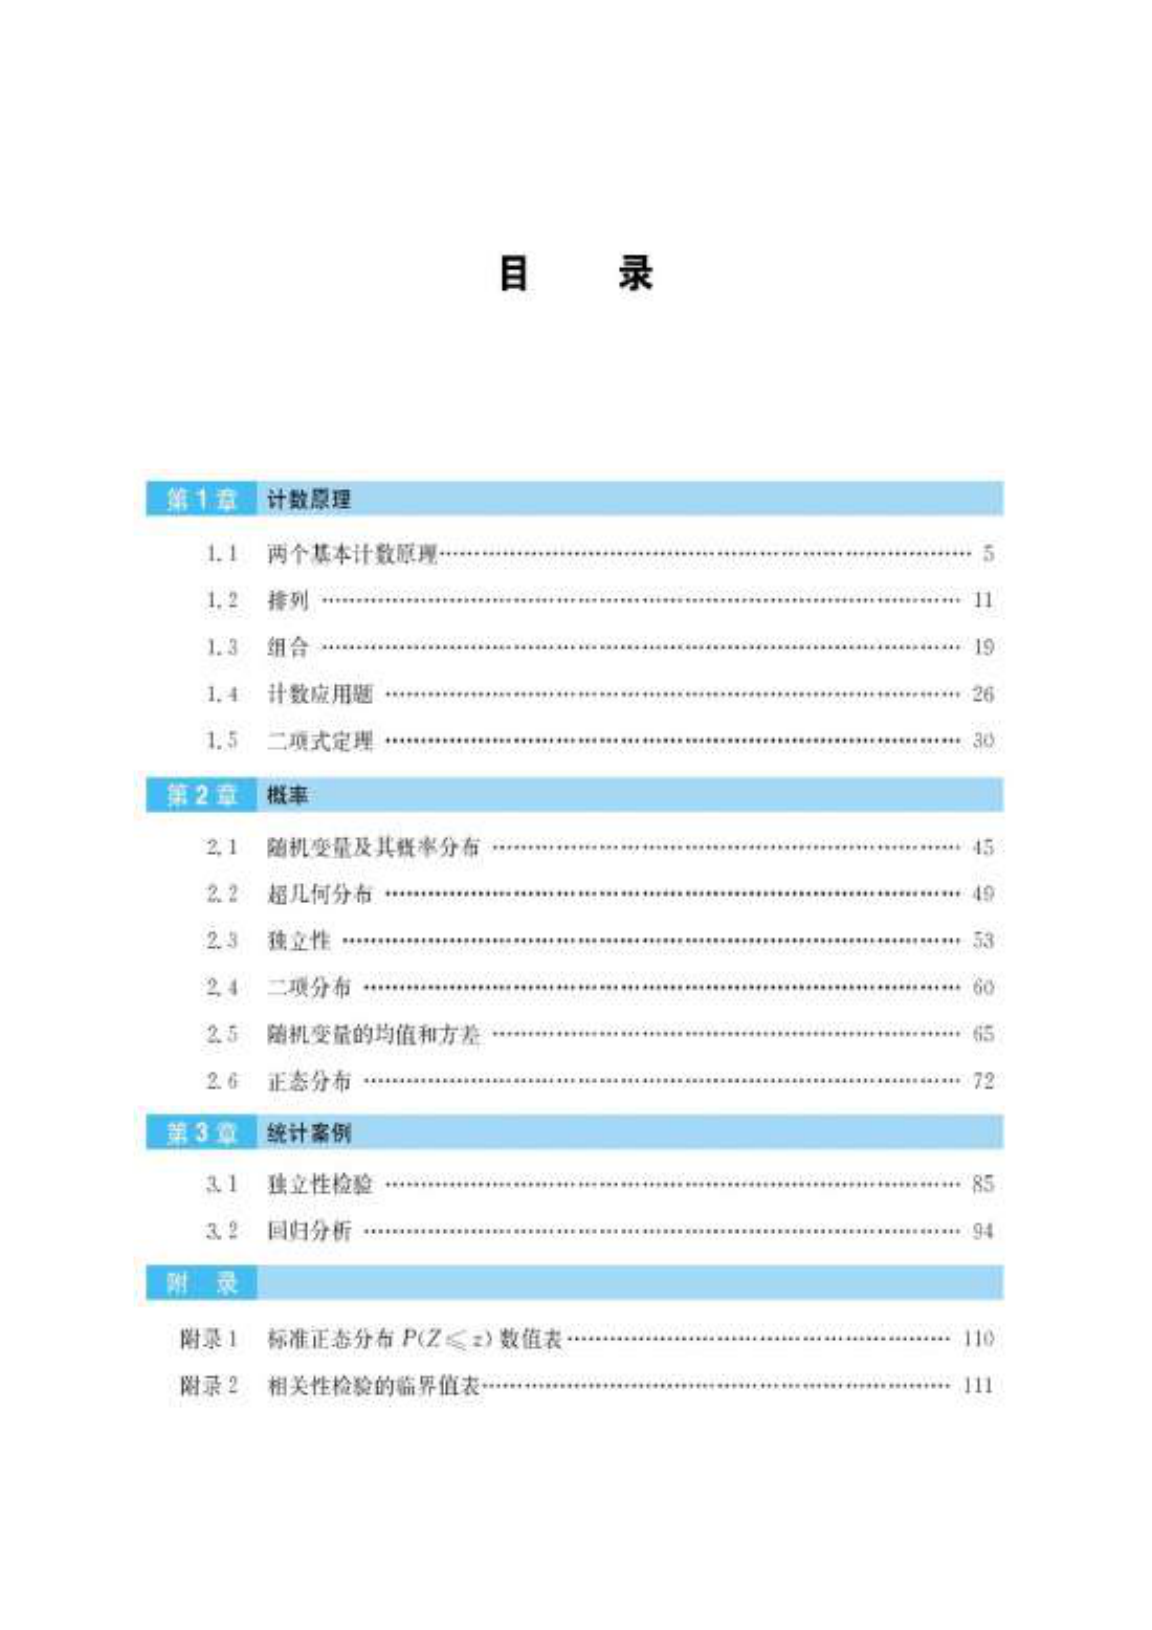 目 录
第1章 计数原理
1.1 两个基本计数原理 5
1.2 排列 11
1.3 组合 19
1.4 计数应用题 26
1.5 二项式定理 30
第2章 概率
2.1 随机变量及其概率分布 45
2.2 超几何分布 49
2.3 独立性 53
2.4 二项分布 60
2.5 随机变量的均值和方差 65
2.6 正态分布 72
第3章 统计案例
3.1 独立性检验 85
3.2 回归分析 94
附 录
附录1 标准正态分布 P(Z≤z) 数值表 110
附录2 相关性检验的临界值表 111